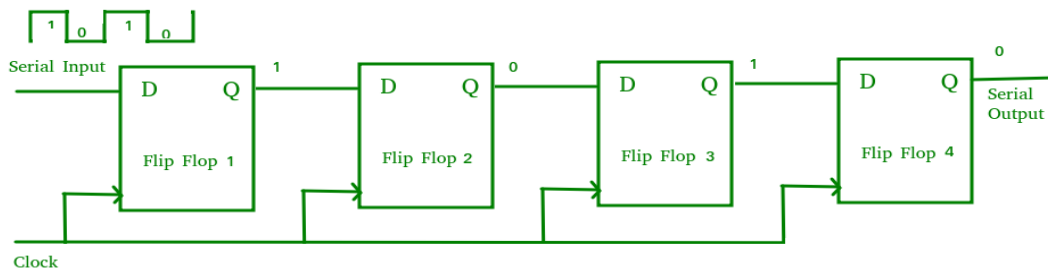 1 0 1 0
Serial Input
1
0
1
0
D Q
D Q
D Q
D Q
Serial
Output
Flip Flop 1
Flip Flop 2
Flip Flop 3
Flip Flop 4
Clock